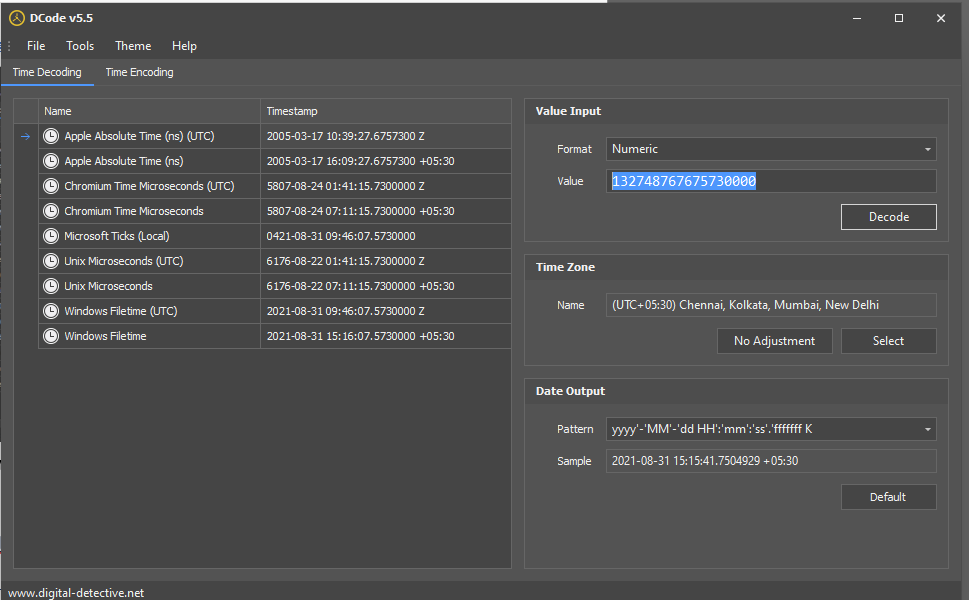 DCode v5.5
File Tools Theme Help
Time Decoding Time Encoding
Name Timestamp
Apple Absolute Time (ns) (UTC) 2005-03-17 10:39:27.6757300 Z
Apple Absolute Time (ns) 2005-03-17 16:09:27.6757300 +05:30
Chromium Time Microseconds (UTC) 5807-08-24 01:41:15.7300000 Z
Chromium Time Microseconds 5807-08-24 07:11:15.7300000 +05:30
Microsoft Ticks (Local) 0421-08-31 09:46:07.5730000
Unix Microseconds (UTC) 6176-08-22 01:41:15.7300000 Z
Unix Microseconds 6176-08-22 07:11:15.7300000 +05:30
Windows Filetime (UTC) 2021-08-31 09:46:07.5730000 Z
Windows Filetime 2021-08-31 15:16:07.5730000 +05:30
Value Input
Format Numeric
Value 132748767675730000
Decode
Time Zone
Name (UTC+05:30) Chennai, Kolkata, Mumbai, New Delhi
No Adjustment Select
Date Output
Pattern yyyy'-'MM'-'dd HH':'mm':'ss'.'fffffff K
Sample 2021-08-31 15:15:41.7504929 +05:30
Default
www.digital-detective.net